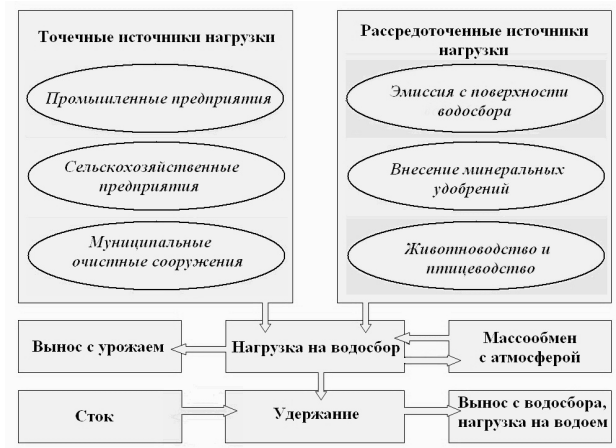 Точечные источники нагрузки
Промышленные предприятия
Сельскохозяйственные
предприятия
Муниципальные
очистные сооружения
Рассредоточенные источники
нагрузки
Эмиссия с поверхности
водосбора
Внесение минеральных
удобрений
Животноводство и
птицеводство
Вынос с урожаем
Нагрузка на водосбор
Массообмен
с атмосферой
Сток
Удержание
Вынос с водосбора,
нагрузка на водоем